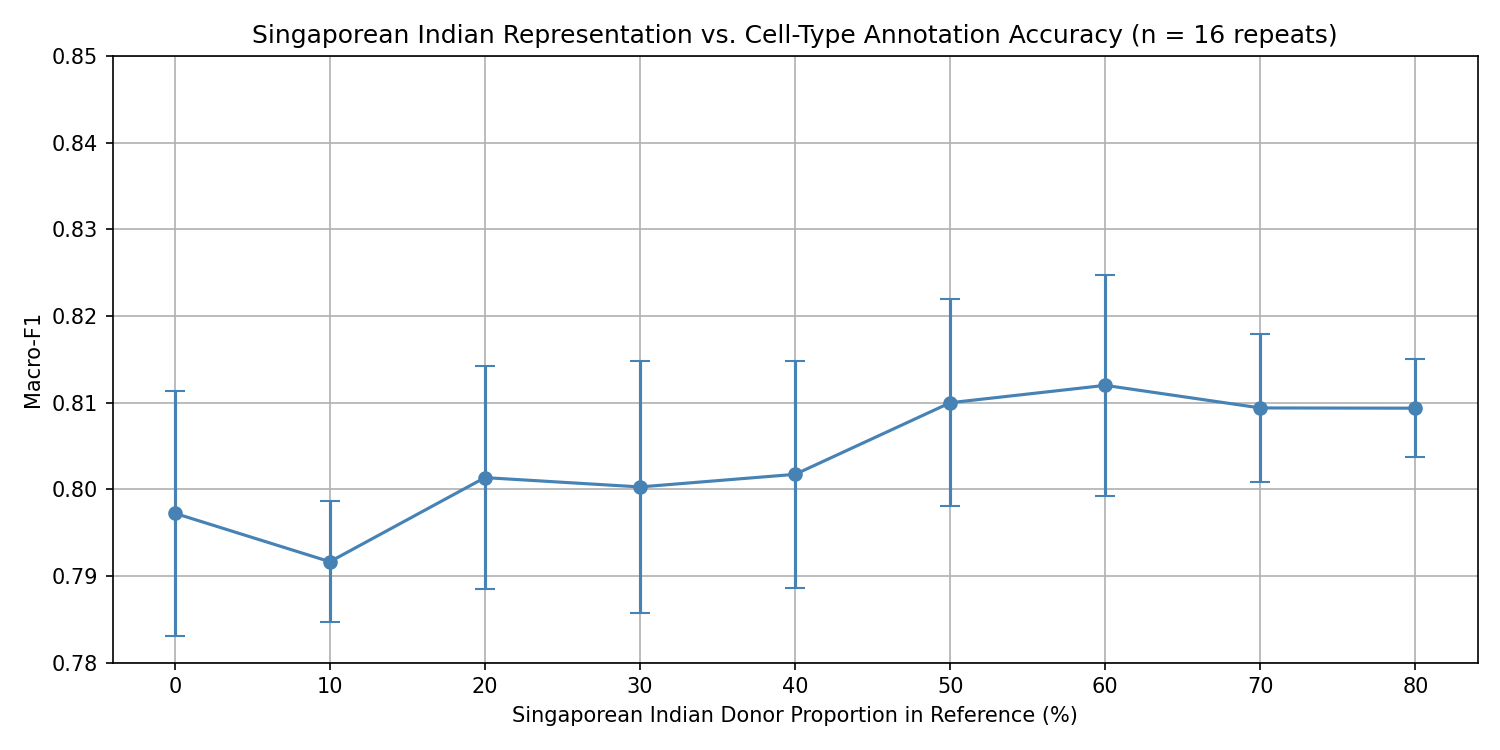 Singaporean Indian Representation vs. Cell-Type Annotation Accuracy (n = 16 repeats)
0.85
0.84
0.83
0.82
0.81
0.80
0.79
0.78
Macro-F1
0 10 20 30 40 50 60 70 80
Singaporean Indian Donor Proportion in Reference (%)